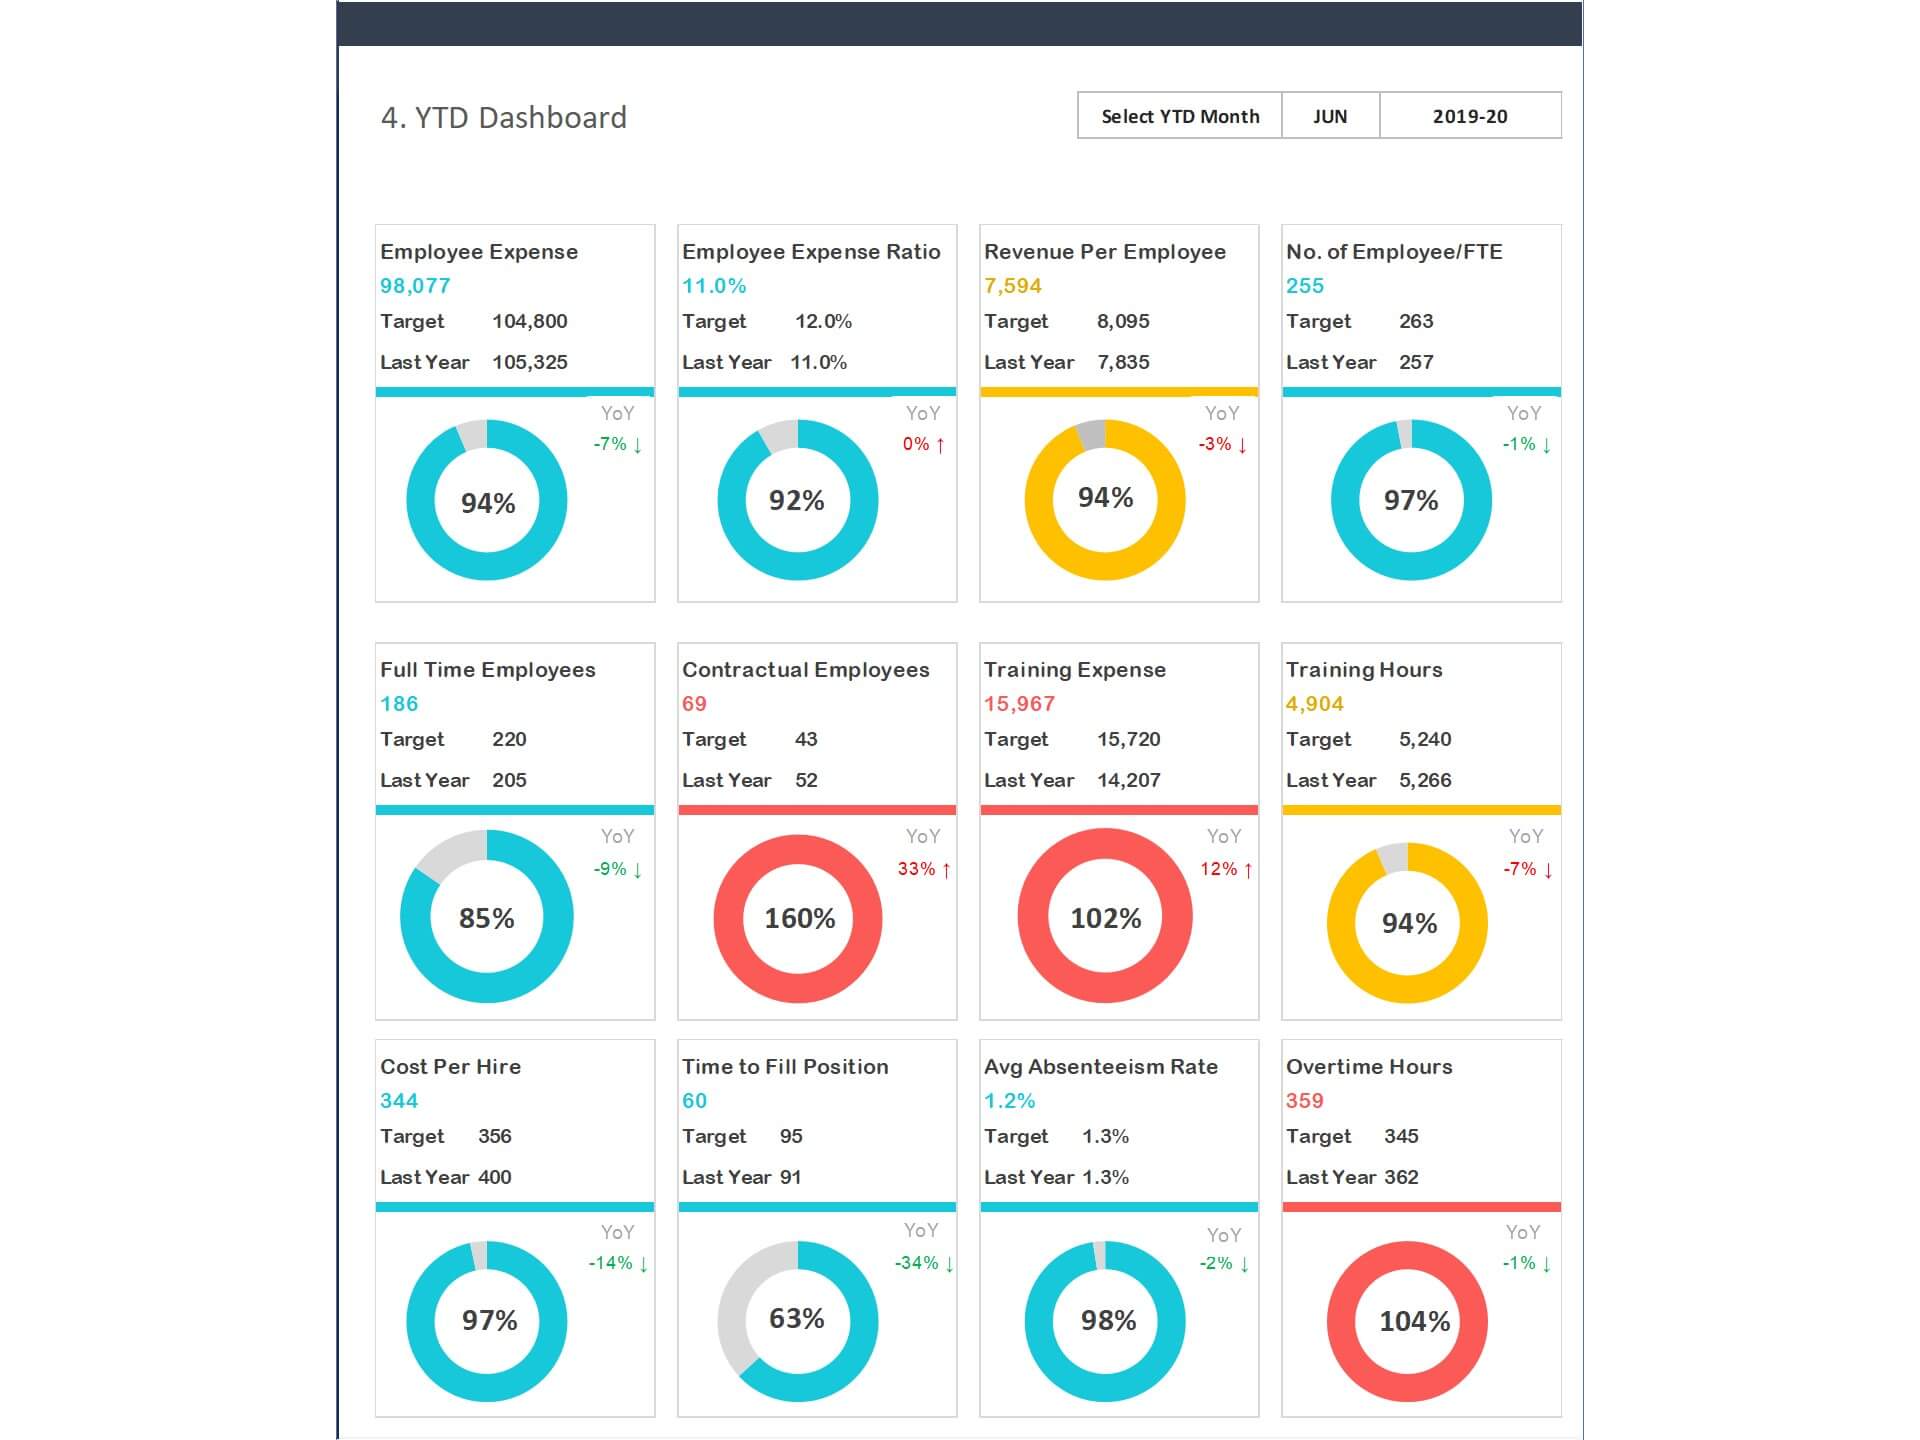 4. YTD Dashboard
Select YTD Month JUN 2019-20
Employee Expense
98,077
Target 104,800
Last Year 105,325
YoY
-7% ↓
94%
Employee Expense Ratio
11.0%
Target 12.0%
Last Year 11.0%
YoY
0% ↑
92%
Revenue Per Employee
7,594
Target 8,095
Last Year 7,835
YoY
-3% ↓
94%
No. of Employee/FTE
255
Target 263
Last Year 257
YoY
-1% ↓
97%
Full Time Employees
186
Target 220
Last Year 205
YoY
-9% ↓
85%
Contractual Employees
69
Target 43
Last Year 52
YoY
33% ↑
160%
Training Expense
15,967
Target 15,720
Last Year 14,207
YoY
12% ↑
102%
Training Hours
4,904
Target 5,240
Last Year 5,266
YoY
-7% ↓
94%
Cost Per Hire
344
Target 356
Last Year 400
YoY
-14% ↓
97%
Time to Fill Position
60
Target 95
Last Year 91
YoY
-34% ↓
63%
Avg Absenteeism Rate
1.2%
Target 1.3%
Last Year 1.3%
YoY
-2% ↓
98%
Overtime Hours
359
Target 345
Last Year 362
YoY
-1% ↓
104%